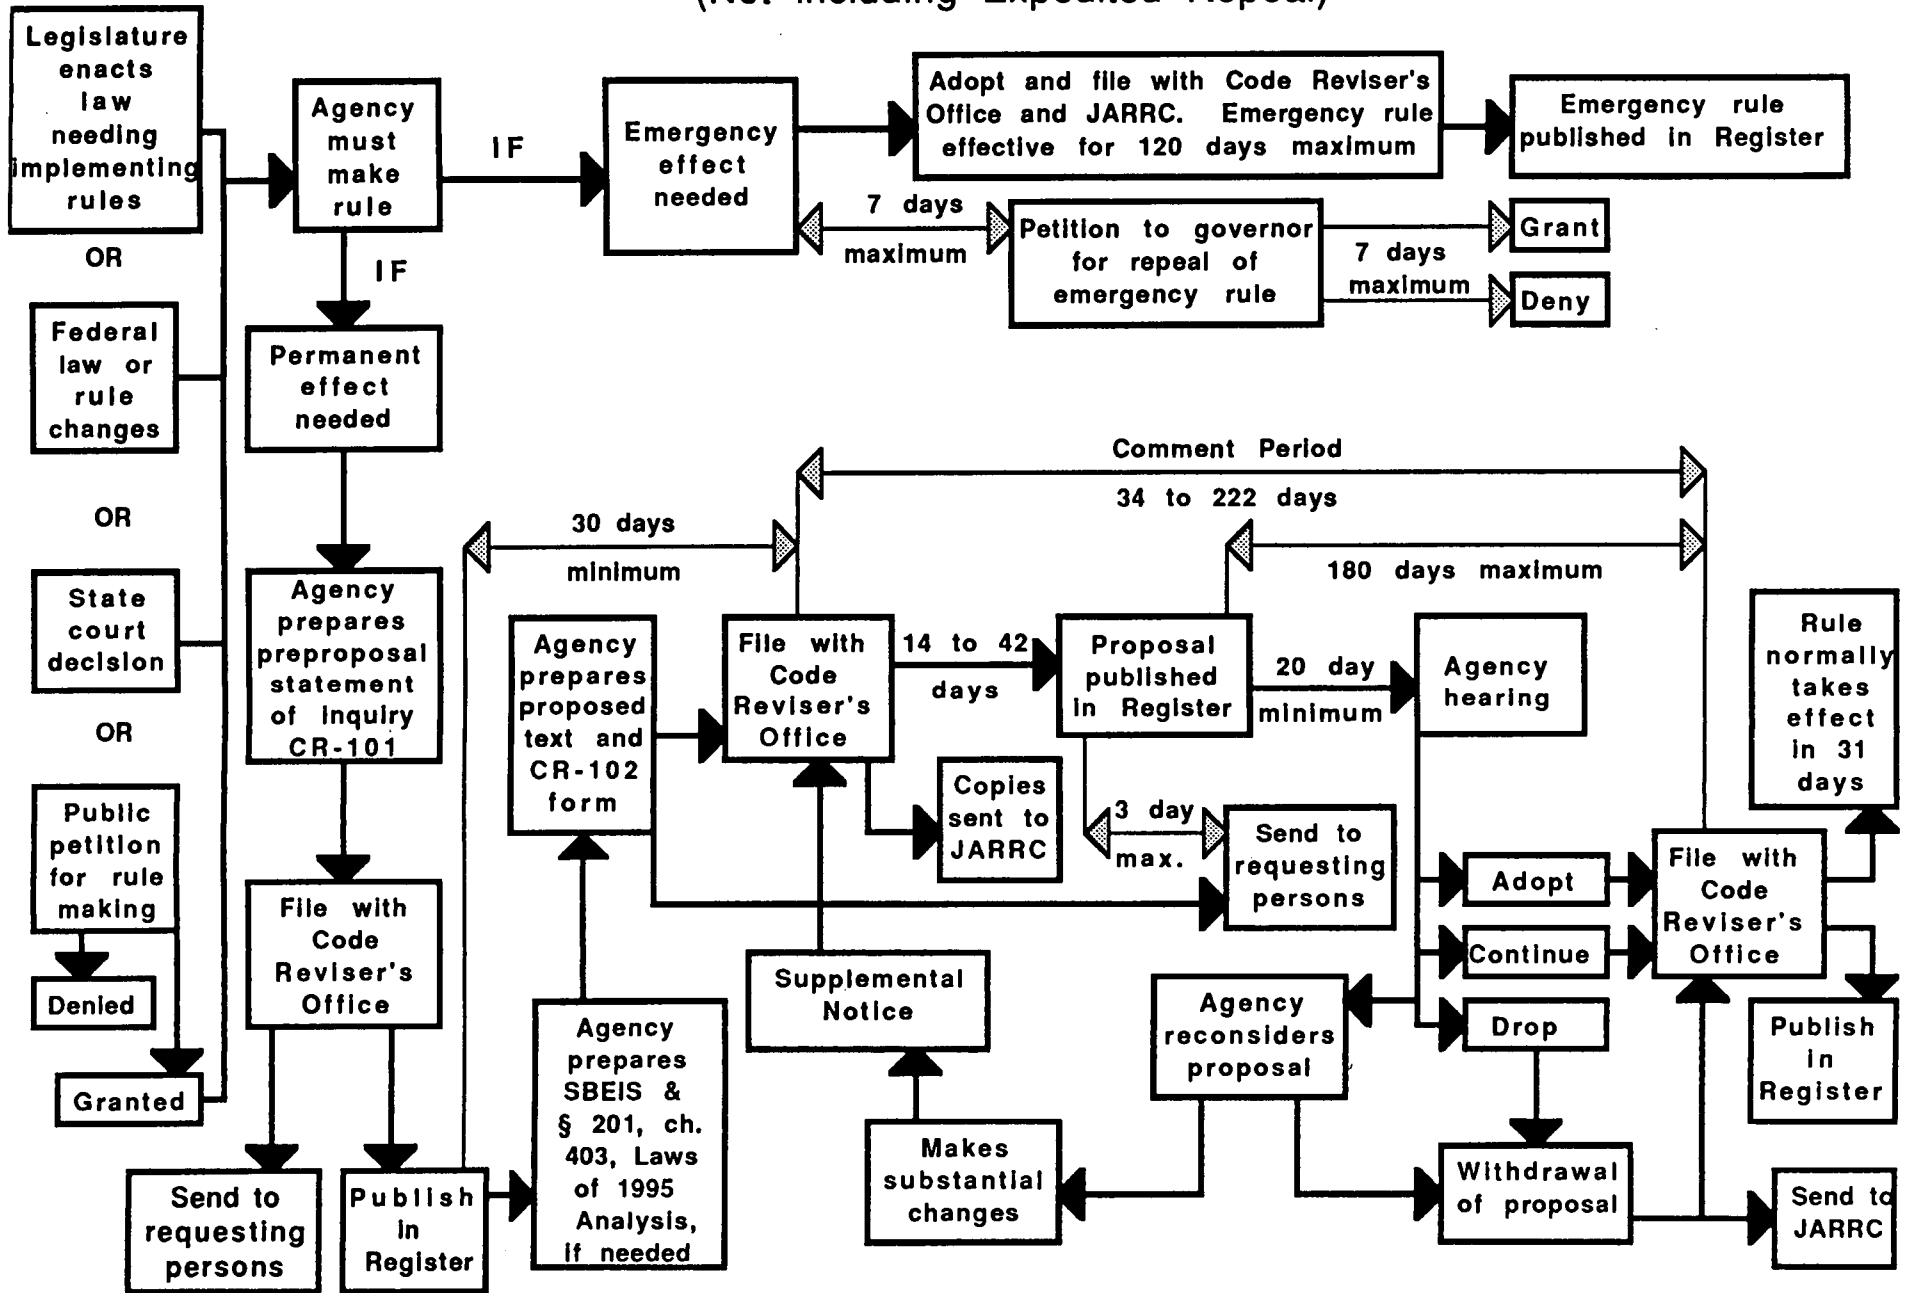 (Not Including Expedited Repeal)
Legislature
enacts
law
needing
implementing
rules
OR
Federal
law or
rule
changes
OR
State
court
decision
OR
Public
petition
for rule
making
Denied
Granted
Agency
must
make
rule
IF
IF
Permanent
effect
needed
Agency
prepares
preproposal
statement
of inquiry
CR-101
File with
Code
Reviser's
Office
Send to
requesting
persons
Publish
in
Register
Emergency
effect
needed
Adopt and file with Code Reviser's
Office and JARRC. Emergency rule
effective for 120 days maximum
Emergency rule
published in Register
7 days
maximum
Petition to governor
for repeal of
emergency rule
7 days
maximum
Grant
Deny
Comment Period
34 to 222 days
30 days
minimum
180 days maximum
Agency
prepares
SBEIS &
§ 201, ch.
403, Laws
of 1995
Analysis,
if needed
Agency
prepares
proposed
text and
CR-102
form
File with
Code
Reviser's
Office
14 to 42
days
Copies
sent to
JARRC
Proposal
published
in Register
20 day
minimum
3 day
max.
Send to
requesting
persons
Agency
hearing
Adopt
Continue
Drop
Agency
reconsiders
proposal
Supplemental
Notice
Makes
substantial
changes
Withdrawal
of proposal
File with
Code
Reviser's
Office
Rule
normally
takes
effect
in 31
days
Publish
in
Register
Send to
JARRC